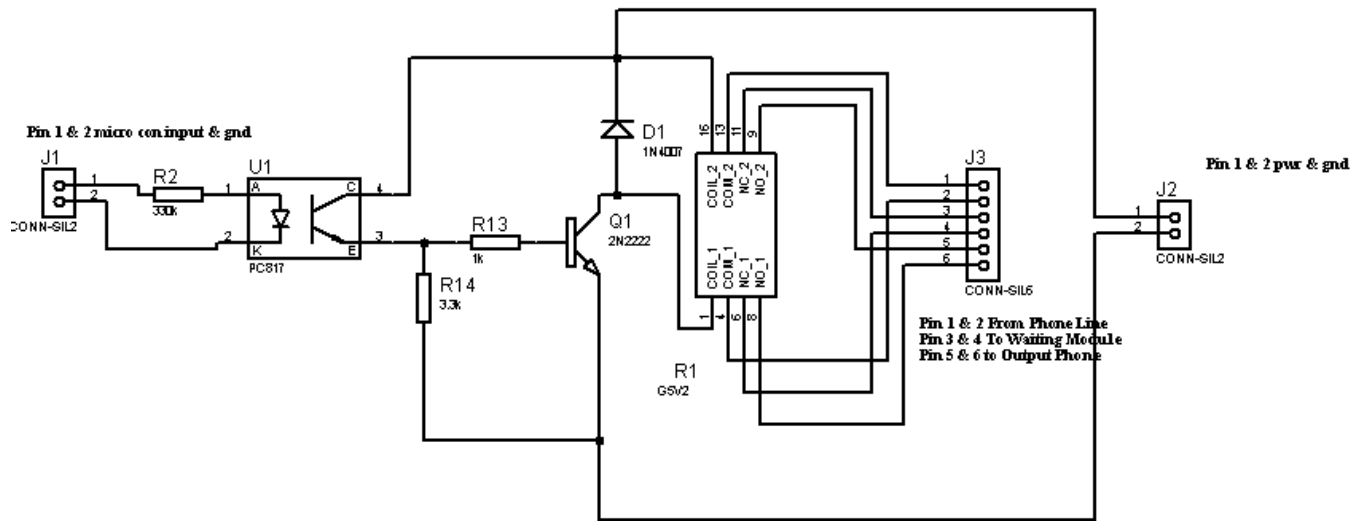 Pin 1 & 2 micro con input & gnd
J1
1
2
CONN-SIL2
R2
330k
U1
1
A
C
4
2
K
E
3
PC817
R13
1k
R14
3.3k
D1
1N4007
Q1
2N2222
16
13
11
9
COIL_2
COM_2
NC_2
NO_2
COIL_1
COM_1
NC_1
NO_1
1
4
6
8
R1
G5V2
J3
1
2
3
4
5
6
CONN-SIL6
Pin 1 & 2 From Phone Line
Pin 3 & 4 To Waiting Module
Pin 5 & 6 to Output Phone
Pin 1 & 2 pwr & gnd
J2
1
2
CONN-SIL2